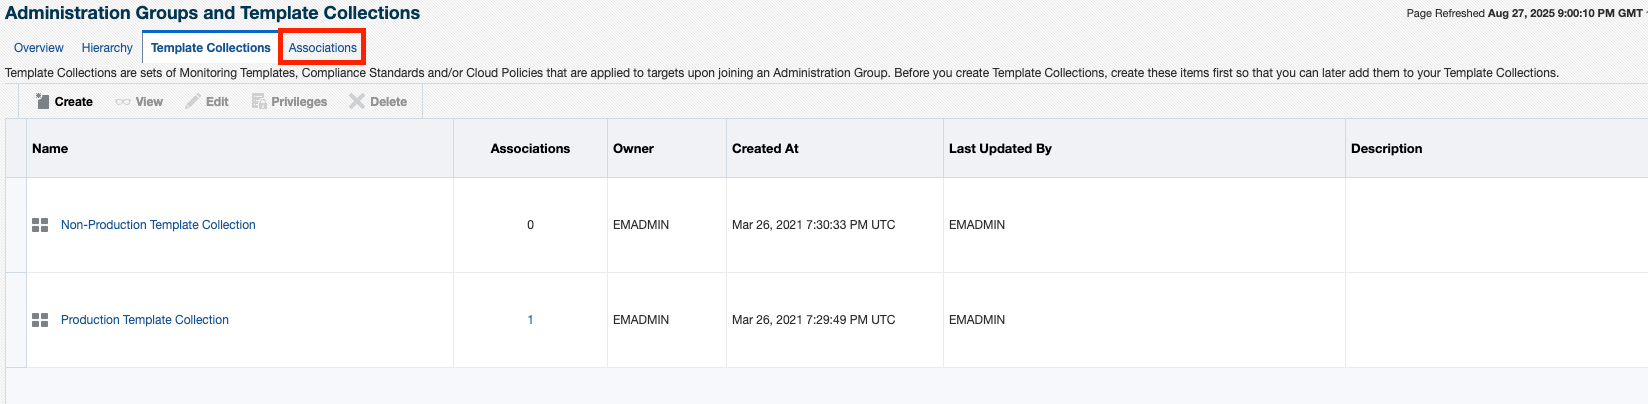 Administration Groups and Template Collections
Page Refreshed Aug 27, 2025 9:00:10 PM GMT
Overview Hierarchy Template Collections Associations
Template Collections are sets of Monitoring Templates, Compliance Standards and/or Cloud Policies that are applied to targets upon joining an Administration Group. Before you create Template Collections, create these items first so that you can later add them to your Template Collections.
Create View Edit Privileges Delete
Name Associations Owner Created At Last Updated By Description
Non-Production Template Collection 0 EMADMIN Mar 26, 2021 7:30:33 PM UTC EMADMIN
Production Template Collection 1 EMADMIN Mar 26, 2021 7:29:49 PM UTC EMADMIN